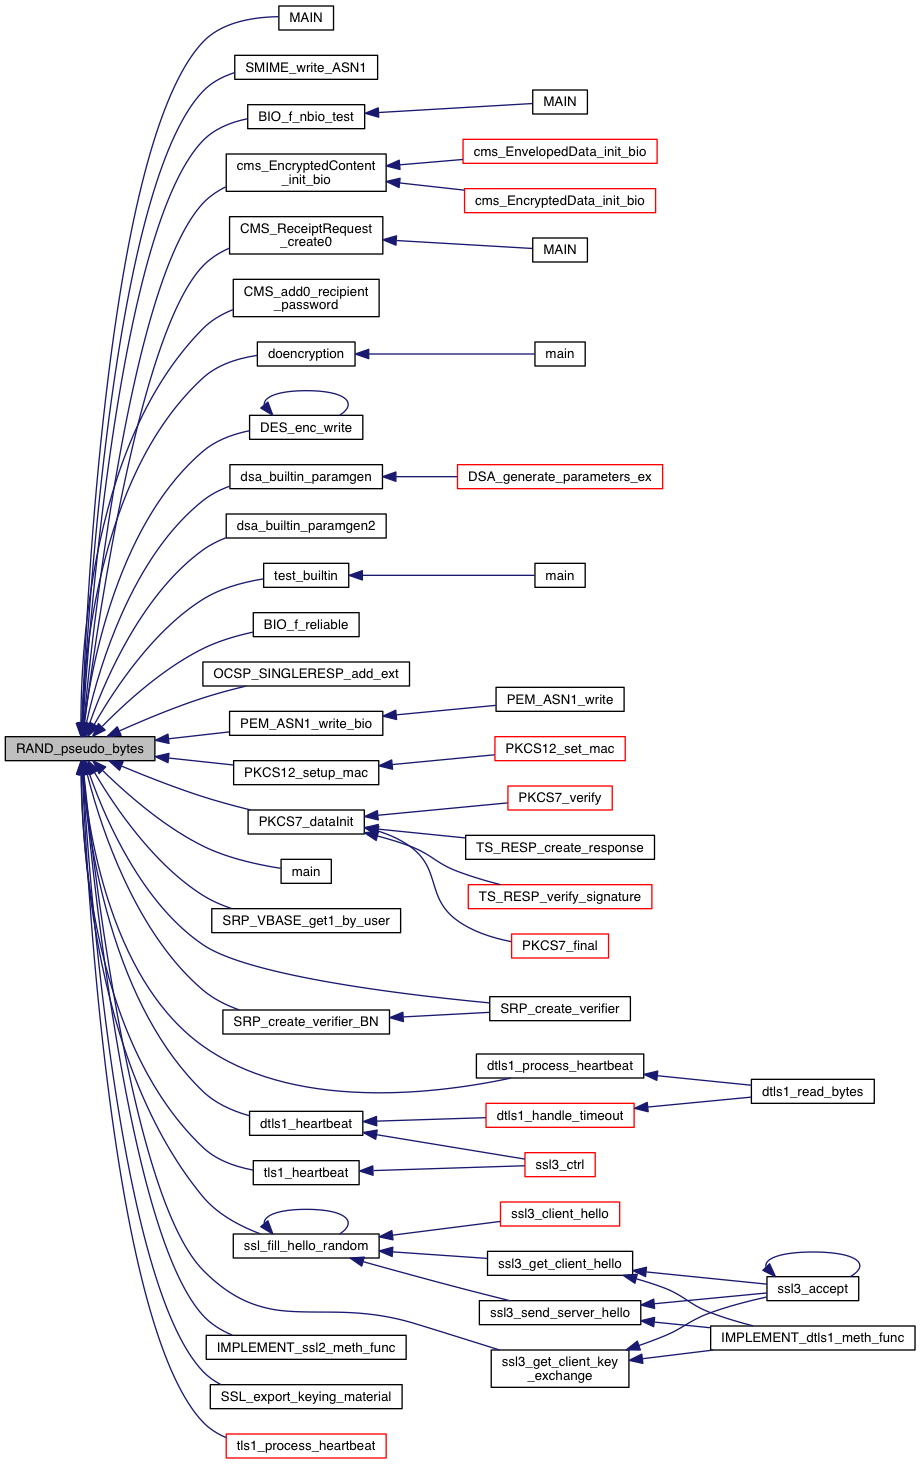 MAIN
SMIME_write_ASN1
BIO_f_nbio_test
MAIN
cms_EncryptedContent
_init_bio
cms_EnvelopedData_init_bio
cms_EncryptedData_init_bio
CMS_ReceiptRequest
_create0
MAIN
CMS_add0_recipient
_password
doencryption
main
DES_enc_write
dsa_builtin_paramgen
DSA_generate_parameters_ex
dsa_builtin_paramgen2
test_builtin
main
BIO_f_reliable
OCSP_SINGLERESP_add_ext
PEM_ASN1_write_bio
PEM_ASN1_write
RAND_pseudo_bytes
PKCS12_setup_mac
PKCS12_set_mac
PKCS7_dataInit
PKCS7_verify
TS_RESP_create_response
TS_RESP_verify_signature
PKCS7_final
main
SRP_VBASE_get1_by_user
SRP_create_verifier_BN
SRP_create_verifier
dtls1_process_heartbeat
dtls1_read_bytes
dtls1_heartbeat
dtls1_handle_timeout
ssl3_ctrl
tls1_heartbeat
ssl_fill_hello_random
ssl3_client_hello
ssl3_get_client_hello
ssl3_accept
ssl3_send_server_hello
IMPLEMENT_dtls1_meth_func
IMPLEMENT_ssl2_meth_func
ssl3_get_client_key
_exchange
SSL_export_keying_material
tls1_process_heartbeat